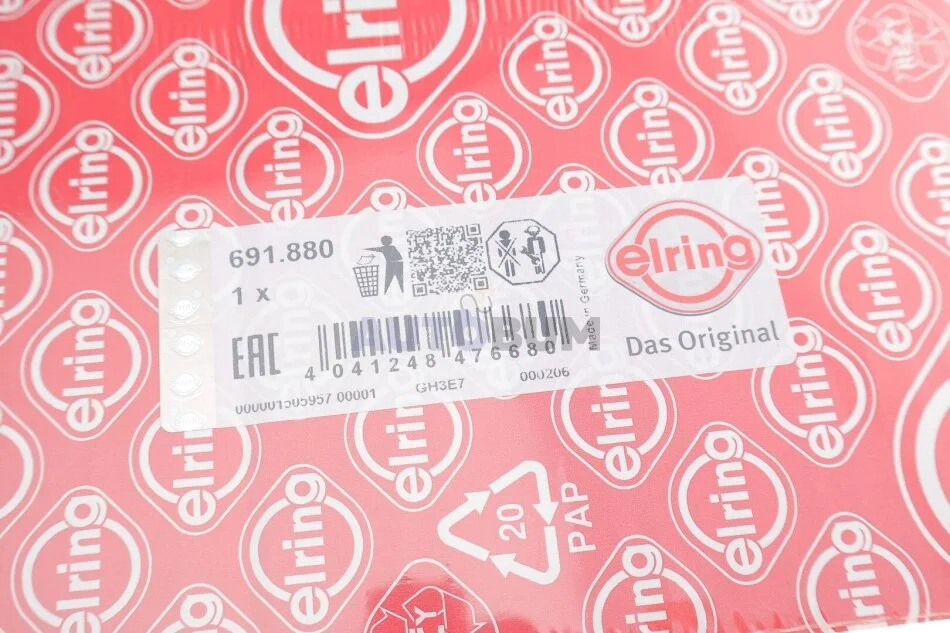 elring
691.880
1 x
EAC
4 041248 476680
000001505957 00001
GH3E7
000206
Made in Germany
elring
Das Original
AUTODRUM
20
PAP